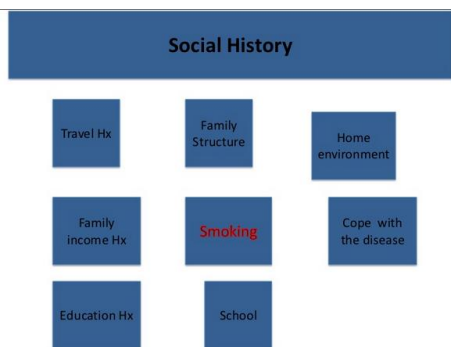 Social History
Travel Hx
Family
Structure
Home
environment
Family
income Hx
Smoking
Cope with
the disease
Education Hx
School